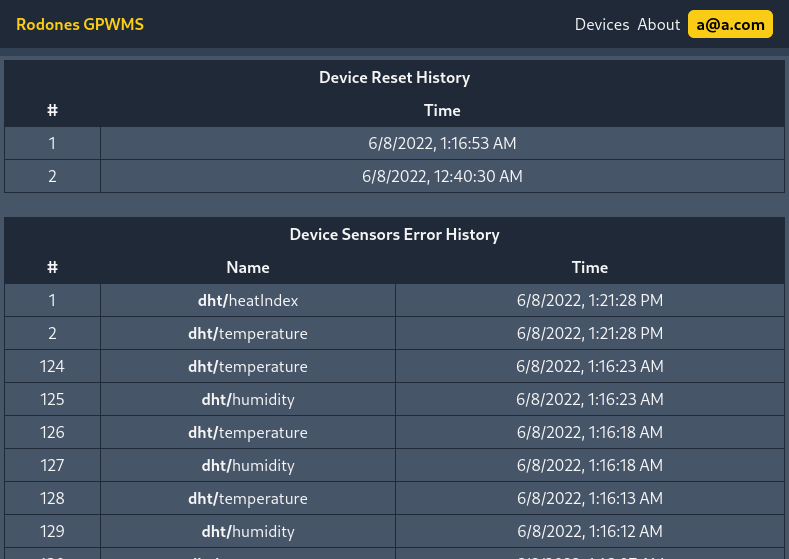 Rodones GPWMS Devices About a@a.com
Device Reset History
# Time
1 6/8/2022, 1:16:53 AM
2 6/8/2022, 12:40:30 AM
Device Sensors Error History
# Name Time
1 dht/heatIndex 6/8/2022, 1:21:28 PM
2 dht/temperature 6/8/2022, 1:21:28 PM
124 dht/temperature 6/8/2022, 1:16:23 AM
125 dht/humidity 6/8/2022, 1:16:23 AM
126 dht/temperature 6/8/2022, 1:16:18 AM
127 dht/humidity 6/8/2022, 1:16:18 AM
128 dht/temperature 6/8/2022, 1:16:13 AM
129 dht/humidity 6/8/2022, 1:16:12 AM